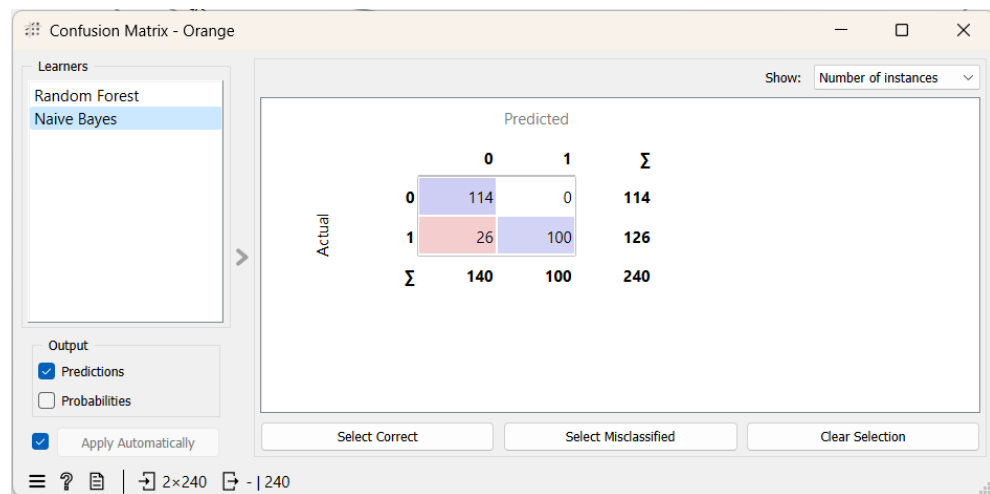 Confusion Matrix - Orange
Learners
Random Forest
Naive Bayes
Show: Number of instances
Predicted
0 1 Σ
Actual
0 114 0 114
1 26 100 126
Σ 140 100 240
Output
Predictions
Probabilities
Apply Automatically
Select Correct Select Misclassified Clear Selection
2×240 - | 240